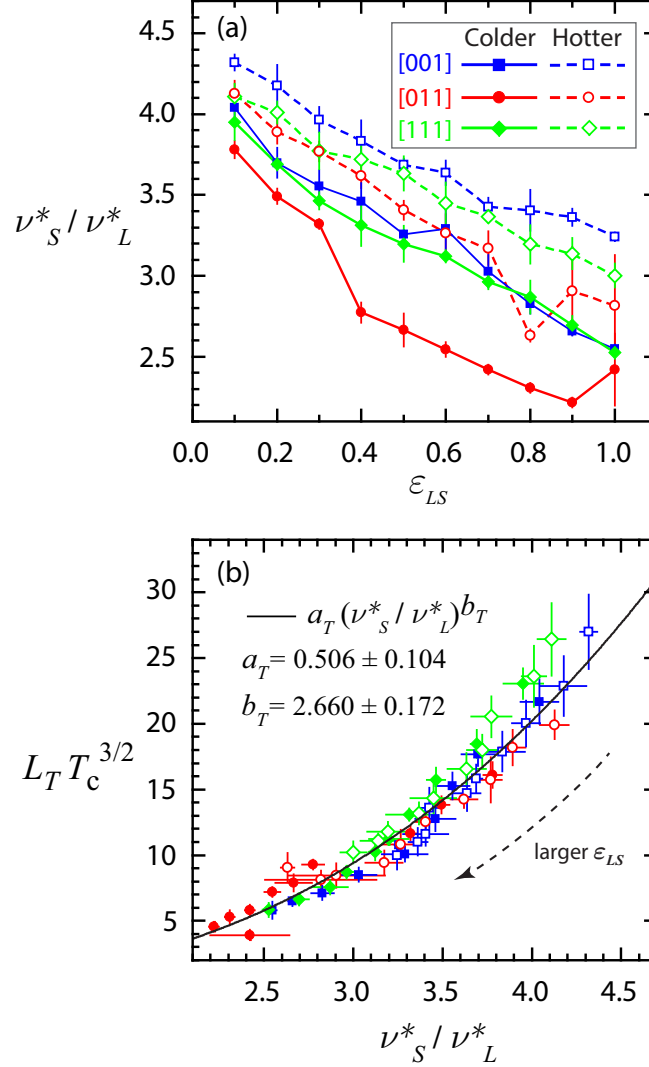 (a)
Colder Hotter
[001]
[011]
[111]
4.5
4.0
3.5
3.0
2.5
ν*S / ν*L
0.0 0.2 0.4 0.6 0.8 1.0
εLS
(b)
aT (ν*S / ν*L)bT
aT = 0.506 ± 0.104
bT = 2.660 ± 0.172
30
25
20
15
10
5
LT Tc3/2
larger εLS
2.5 3.0 3.5 4.0 4.5
ν*S / ν*L